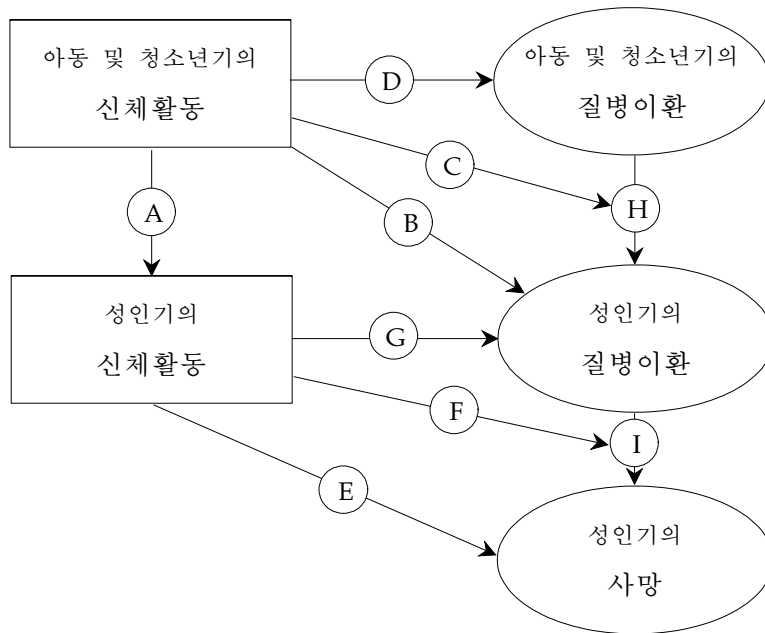 아동 및 청소년기의
신체활동
D
아동 및 청소년기의
질병이환
C
A
B
H
성인기의
신체활동
G
성인기의
질병이환
F
I
E
성인기의
사망